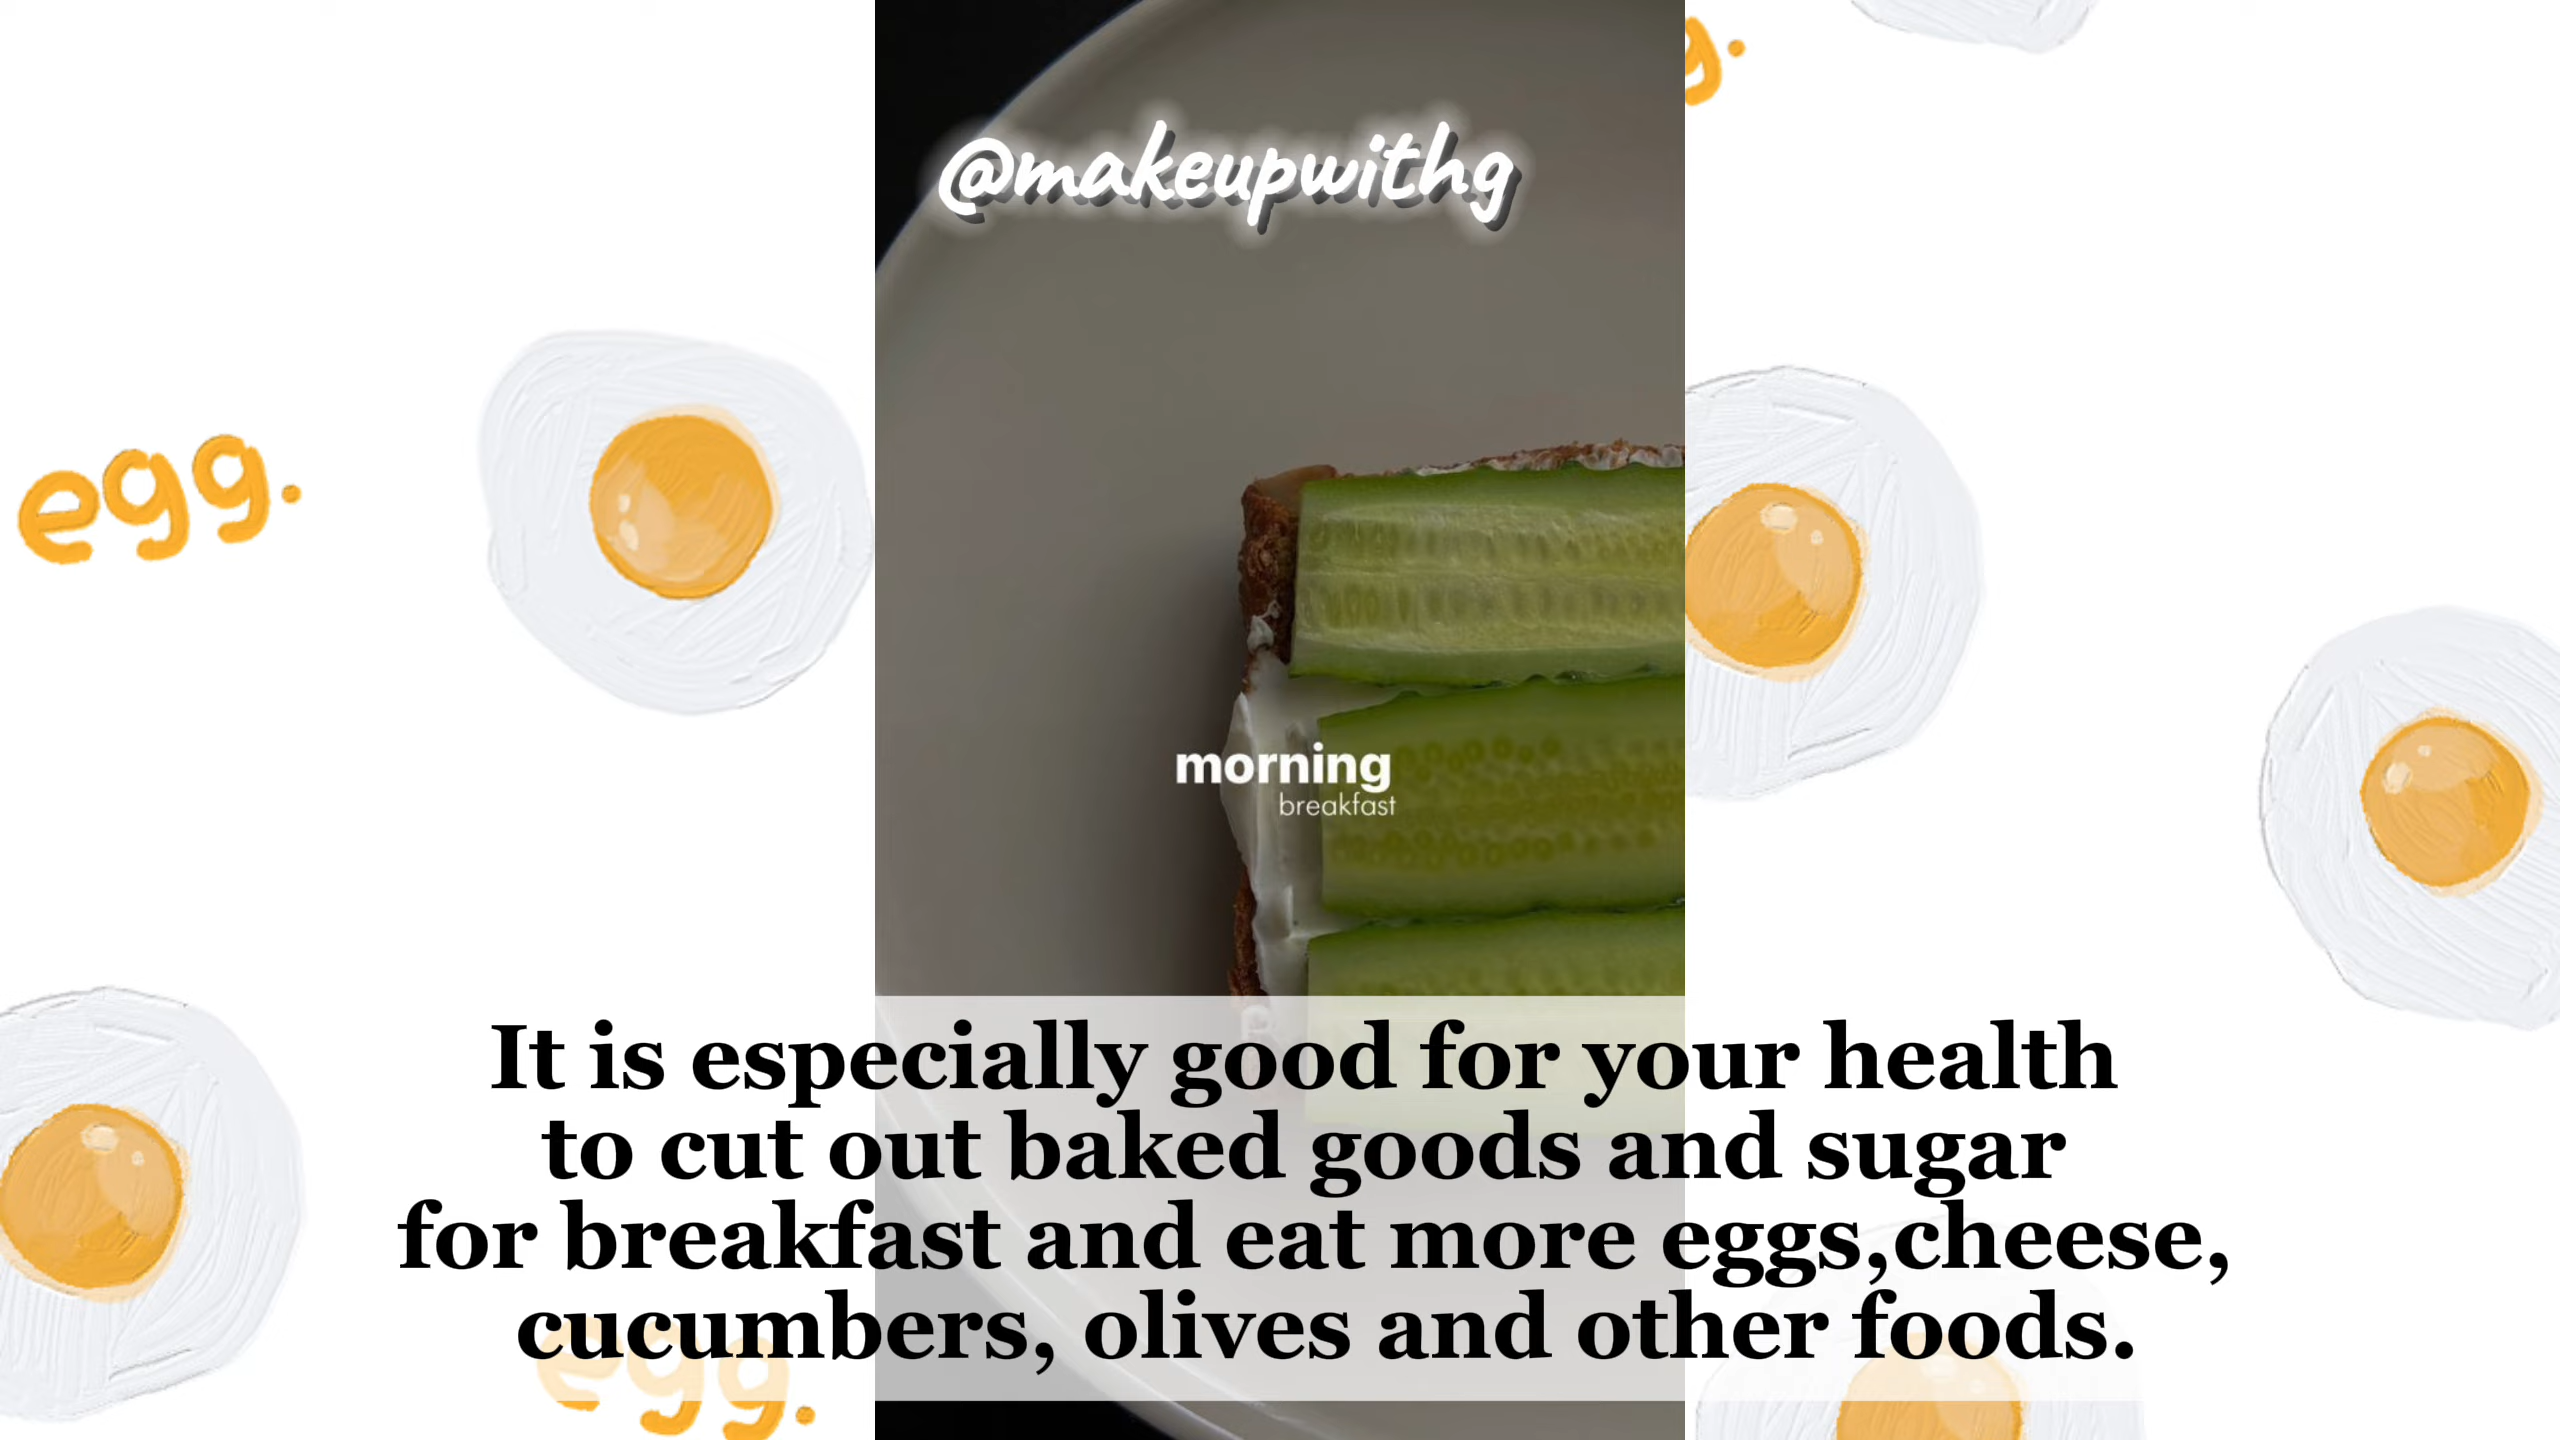 g.
@makeupwithg
egg.
morning
breakfast
It is especially good for your health
to cut out baked goods and sugar
for breakfast and eat more eggs,cheese,
cucumbers, olives and other foods.
egg.